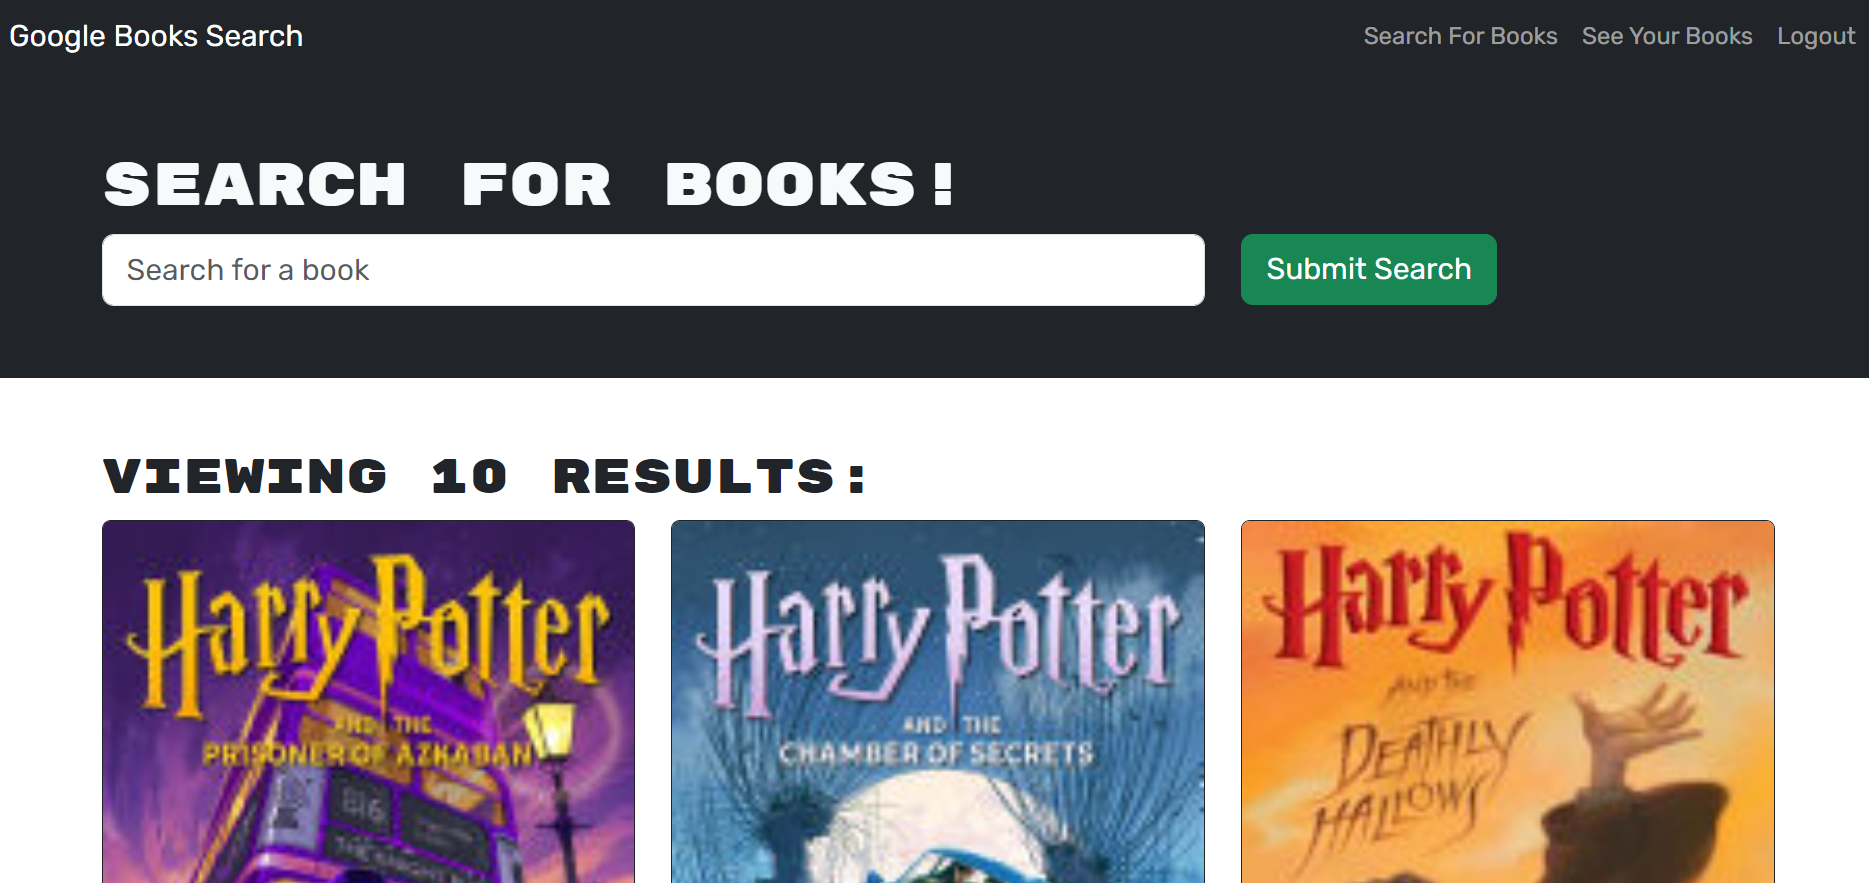 Google Books Search
Search For Books
See Your Books
Logout
SEARCH FOR BOOKS!
Search for a book
Submit Search
VIEWING 10 RESULTS:
Harry Potter
AND THE
PRISONER OF AZKABAN
Harry Potter
AND THE
CHAMBER OF SECRETS
Harry Potter
AND THE
DEATHLY
HALLOWS